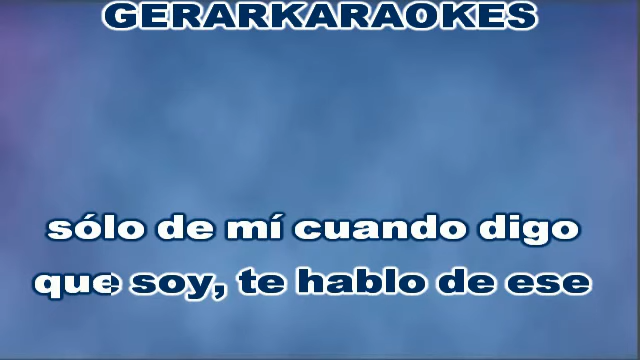 GERARKARAOKES
sólo de mí cuando digo
que soy, te hablo de ese